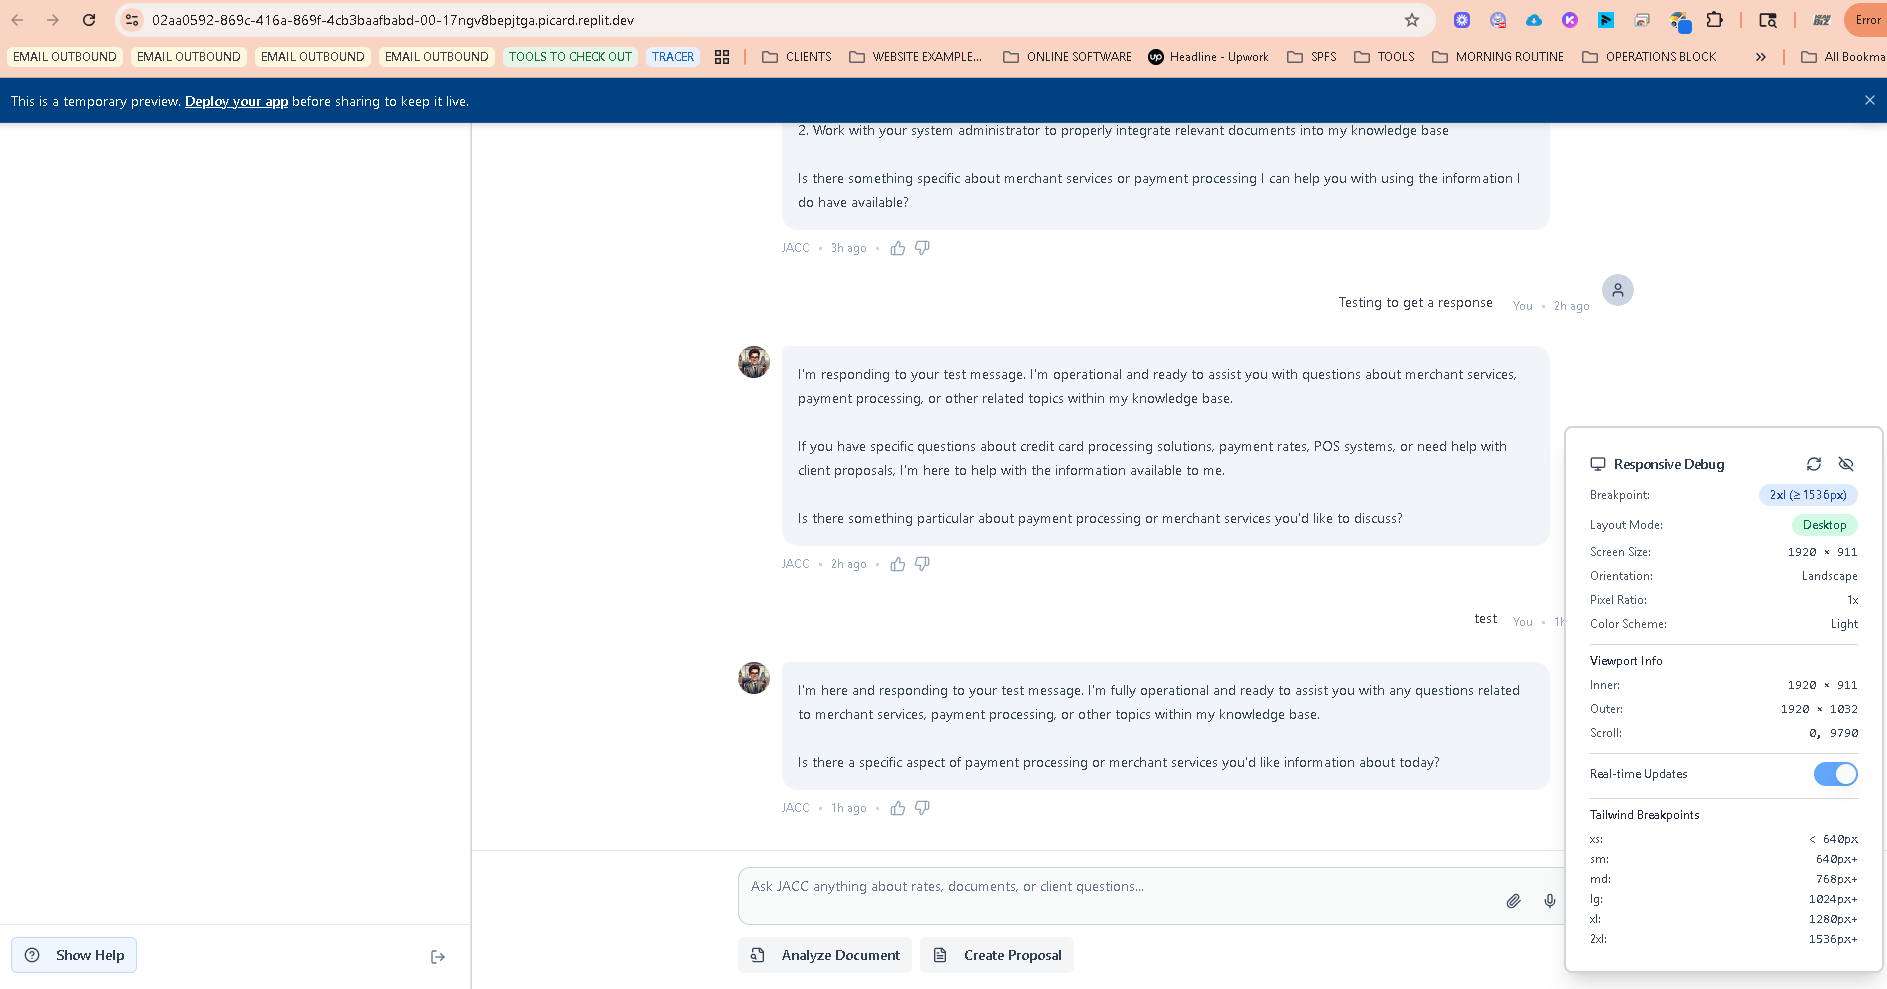 02aa0592-869c-416a-869f-4cb3baafbabd-00-17ngv8bepjtga.picard.replit.dev
Error
EMAIL OUTBOUND EMAIL OUTBOUND EMAIL OUTBOUND EMAIL OUTBOUND TOOLS TO CHECK OUT TRACER CLIENTS WEBSITE EXAMPLE... ONLINE SOFTWARE up Headline - Upwork SPFS TOOLS MORNING ROUTINE OPERATIONS BLOCK » All Bookma
This is a temporary preview. Deploy your app before sharing to keep it live.
2. Work with your system administrator to properly integrate relevant documents into my knowledge base
Is there something specific about merchant services or payment processing I can help you with using the information I
do have available?
JACC • 3h ago •
Testing to get a response You • 2h ago
I'm responding to your test message. I'm operational and ready to assist you with questions about merchant services,
payment processing, or other related topics within my knowledge base.
If you have specific questions about credit card processing solutions, payment rates, POS systems, or need help with
client proposals, I'm here to help with the information available to me.
Is there something particular about payment processing or merchant services you'd like to discuss?
JACC • 2h ago •
test You • 1h
I'm here and responding to your test message. I'm fully operational and ready to assist you with any questions related
to merchant services, payment processing, or other topics within my knowledge base.
Is there a specific aspect of payment processing or merchant services you'd like information about today?
JACC • 1h ago •
Ask JACC anything about rates, documents, or client questions...
Analyze Document Create Proposal
Show Help
Responsive Debug
Breakpoint: 2xl (≥1536px)
Layout Mode: Desktop
Screen Size: 1920 × 911
Orientation: Landscape
Pixel Ratio: 1x
Color Scheme: Light
Viewport Info
Inner: 1920 × 911
Outer: 1920 × 1032
Scroll: 0, 9790
Real-time Updates
Tailwind Breakpoints
xs: < 640px
sm: 640px+
md: 768px+
lg: 1024px+
xl: 1280px+
2xl: 1536px+